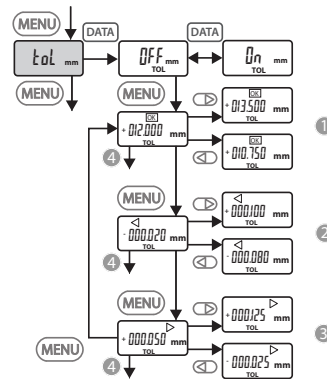 MENU
DATA DATA
toL mm OFF mm TOL On mm TOL
MENU MENU
OK + 013.500 mm TOL
OK + 012.000 mm TOL
1
4
OK + 010.750 mm TOL
MENU
+ 000.100 mm TOL
- 000.020 mm TOL
2
4
- 000.080 mm TOL
MENU
+ 000.125 mm TOL
+ 000.050 mm TOL
3
MENU
4
- 000.025 mm TOL